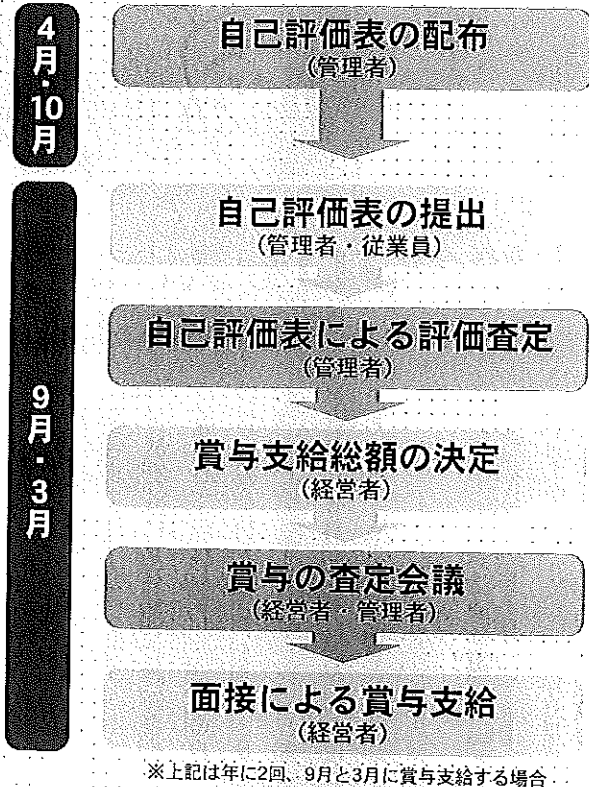 4月・10月
自己評価表の配布
(管理者)
自己評価表の提出
(管理者・従業員)
自己評価表による評価査定
(管理者)
9月・3月
賞与支給総額の決定
(経営者)
賞与の査定会議
(経営者・管理者)
面接による賞与支給
(経営者)
※上記は年に2回、9月と3月に賞与支給する場合